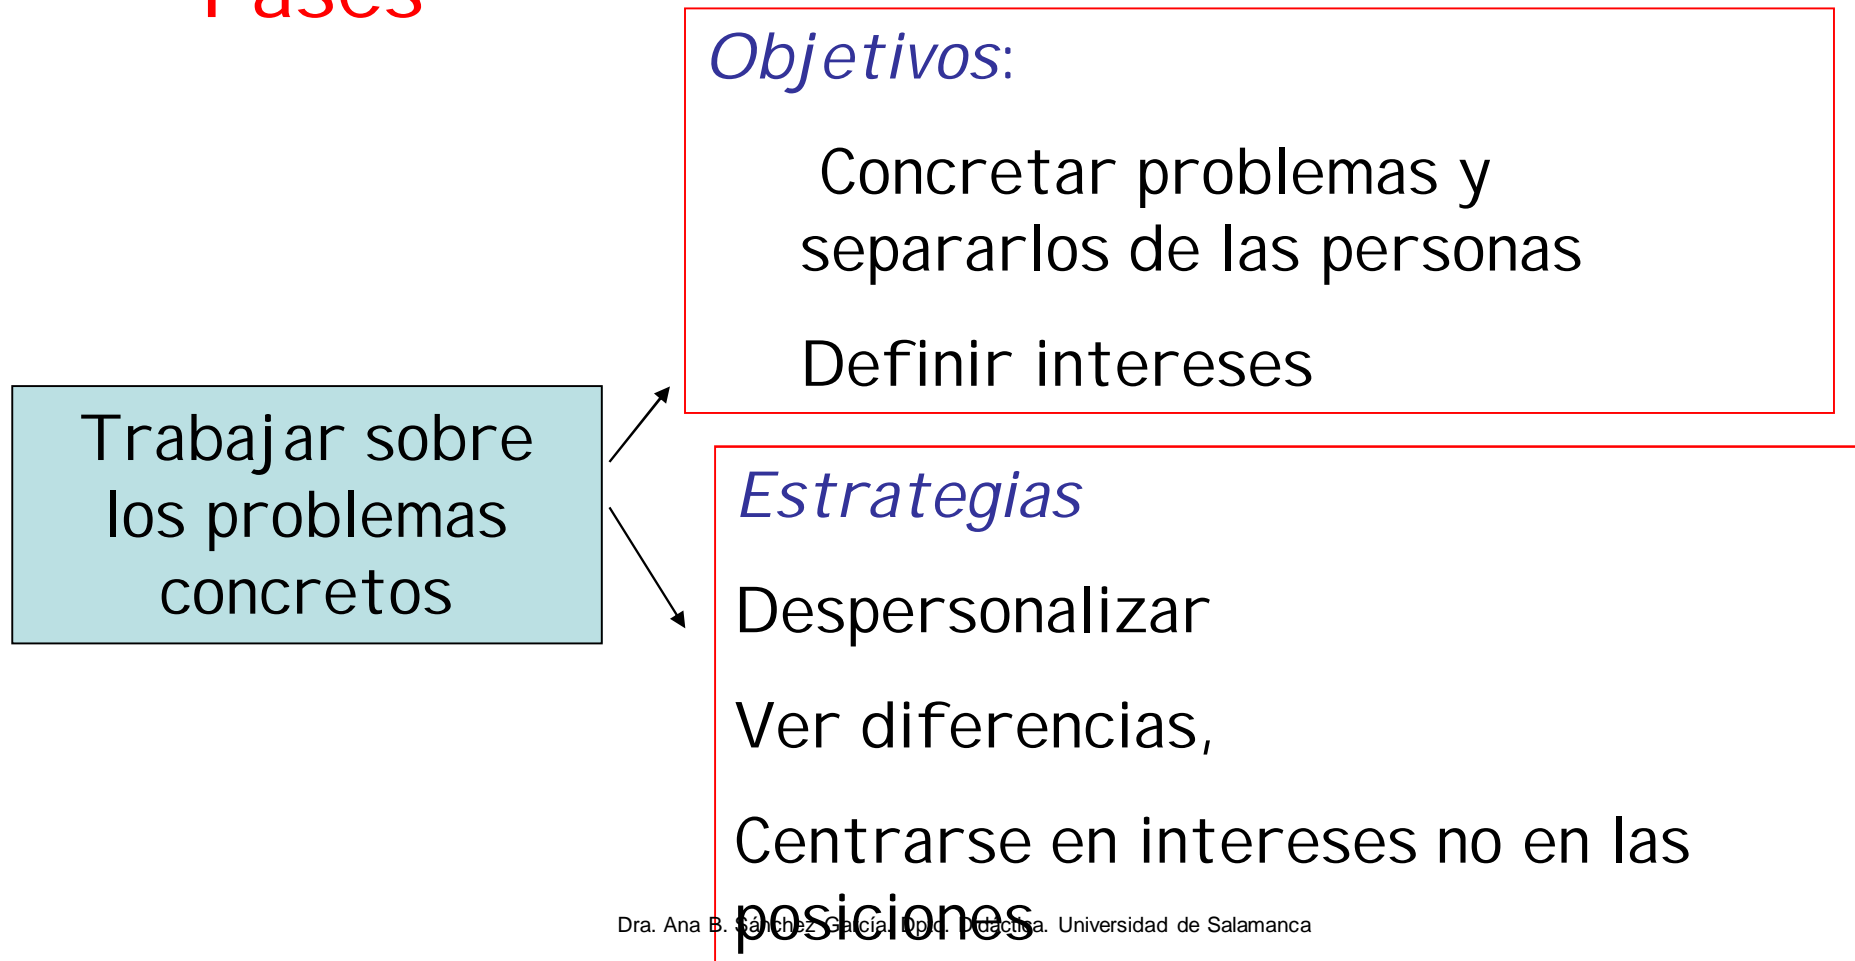 Fases
Objetivos:
Concretar problemas y
separarlos de las personas
Definir intereses
Trabajar sobre
los problemas
concretos
Estrategias
Despersonalizar
Ver diferencias,
Centrarse en intereses no en las
posiciones
Dra. Ana B. Sánchez García. Dpto. Didáctica. Universidad de Salamanca